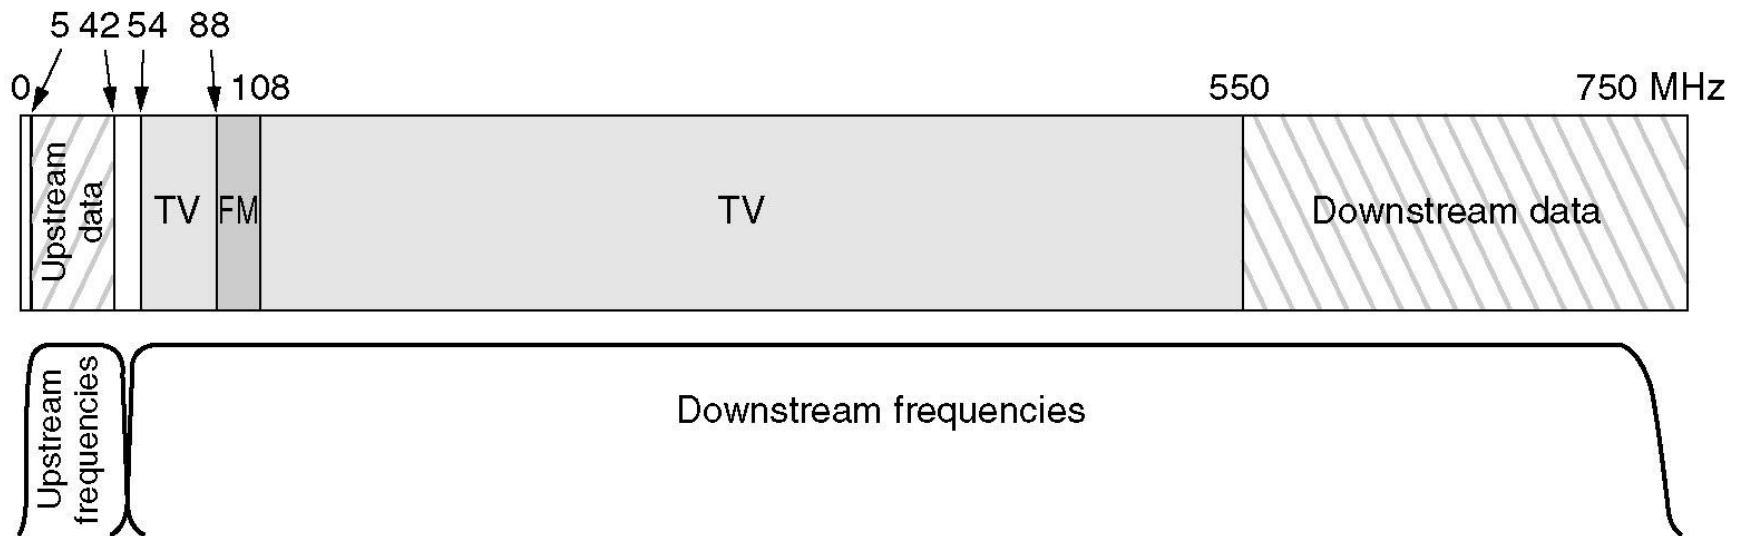 5 42 54 88
0 108 550 750 MHz
Upstream
data
TV
FM
TV
Downstream data
Upstream
frequencies
Downstream frequencies